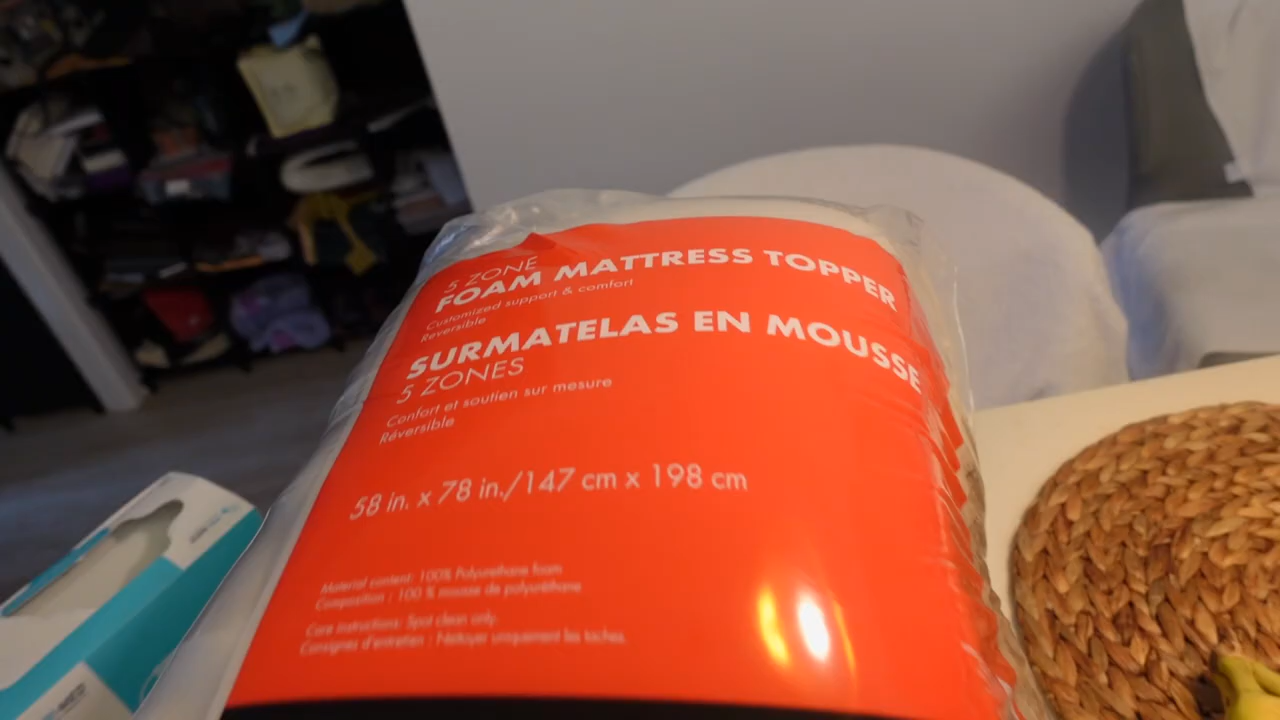 5 ZONE
FOAM MATTRESS TOPPER
Customized support & comfort
Reversible
SURMATELAS EN MOUSSE
5 ZONES
Confort et soutien sur mesure
Réversible
58 in. x 78 in./147 cm x 198 cm
Material content: 100% Polyurethane foam
Composition : 100 % mousse de polyuréthane
Care instructions: Spot clean only.
Consignes d'entretien : Nettoyer uniquement les taches.